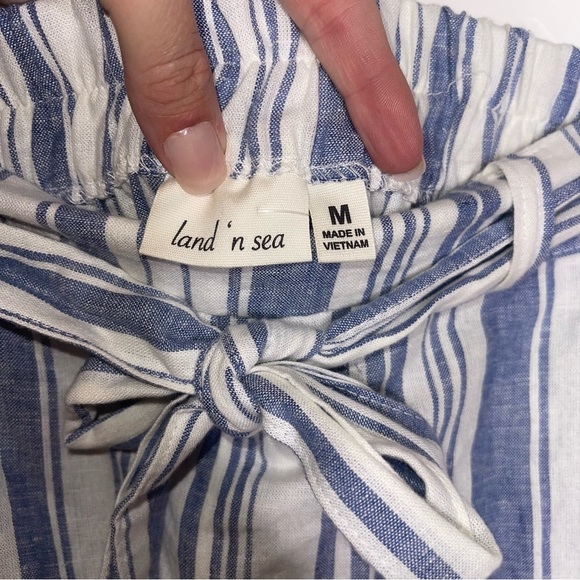 land 'n sea
M
MADE IN
VIETNAM